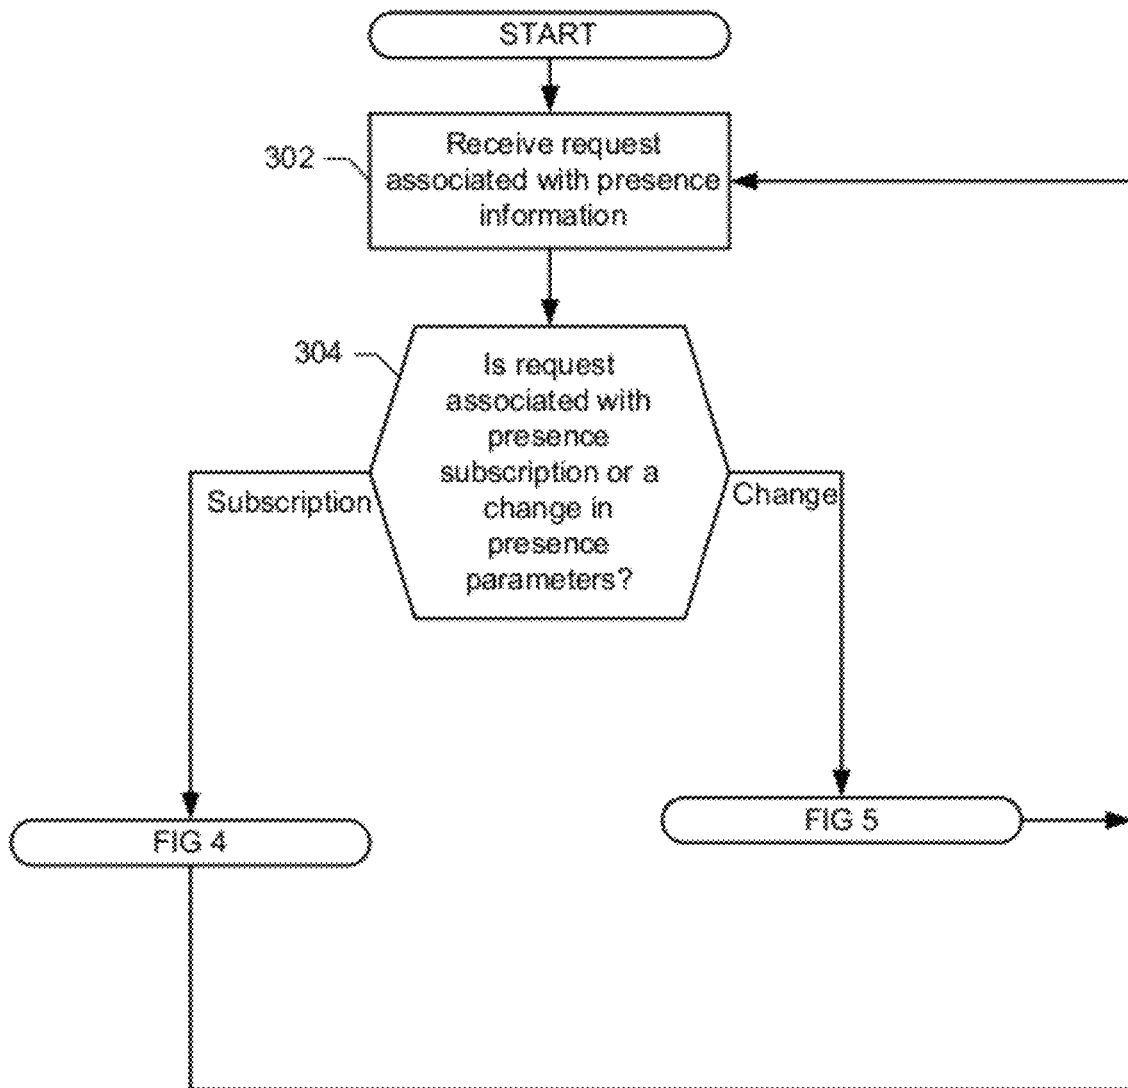 START
302
Receive request
associated with presence
information
304
Is request
associated with
presence
subscription or a
change in
presence
parameters?
Subscription
Change
FIG 4
FIG 5